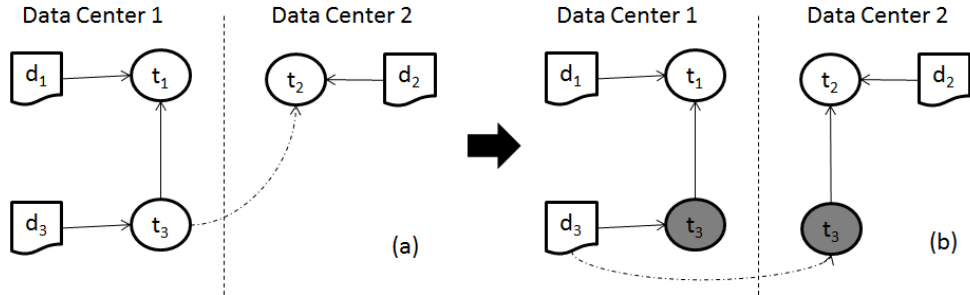 Data Center 1 Data Center 2 Data Center 1 Data Center 2
d1 t1 t2 d2 d1 t1 t2 d2
d3 t3 (a) d3 t3 t3 (b)